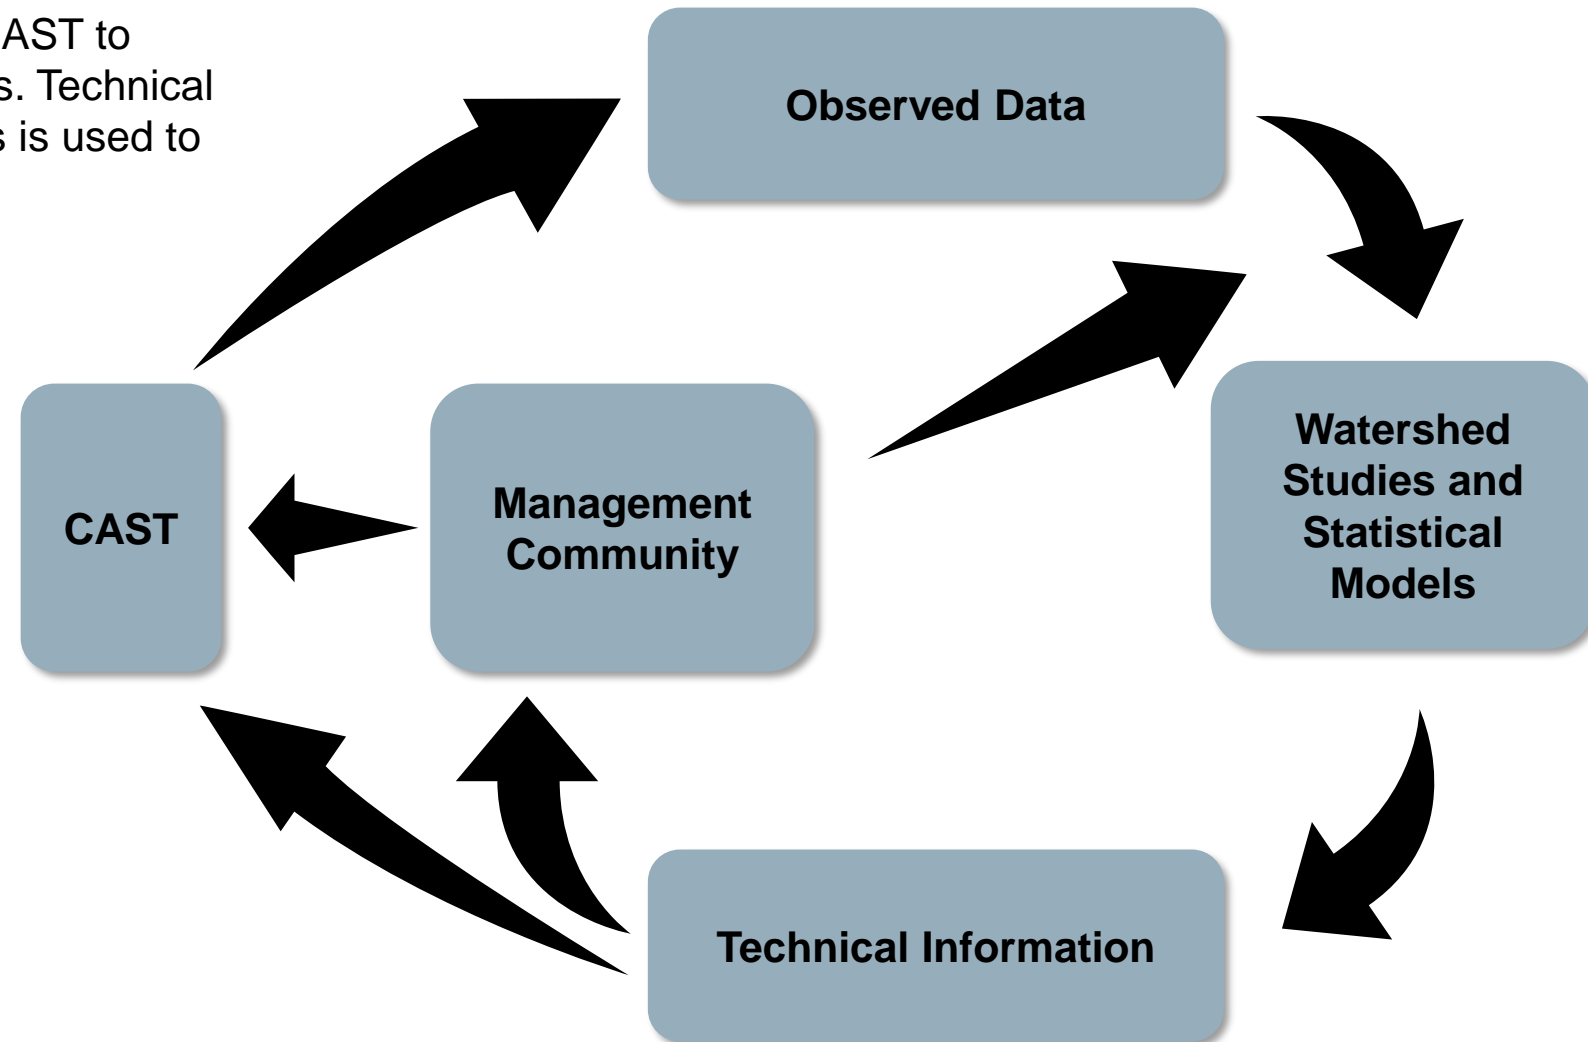 AST to
s. Technical
s is used to
Observed Data
CAST
Management
Community
Watershed
Studies and
Statistical
Models
Technical Information